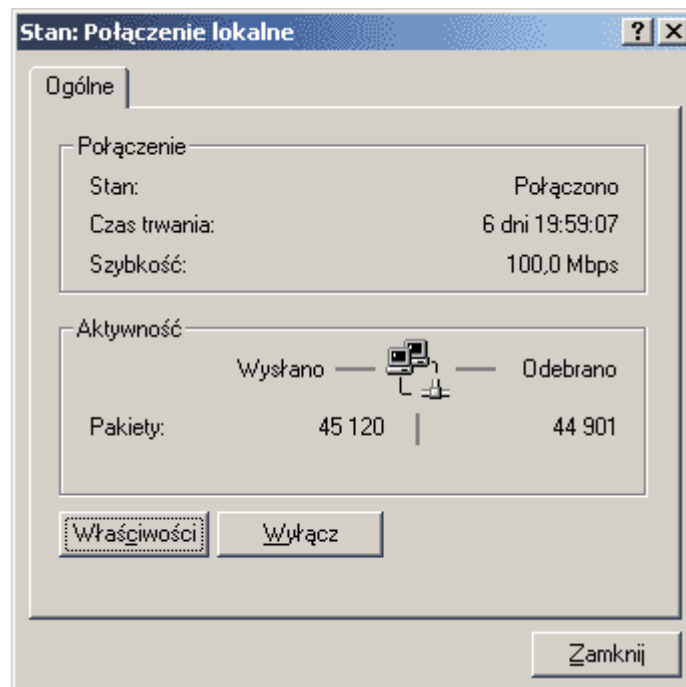 Stan: Połączenie lokalne
Ogólne
Połączenie
Stan: Połączono
Czas trwania: 6 dni 19:59:07
Szybkość: 100,0 Mbps
Aktywność
Wysłano Odebrano
Pakiety: 45 120 44 901
Właściwości Wyłącz
Zamknij